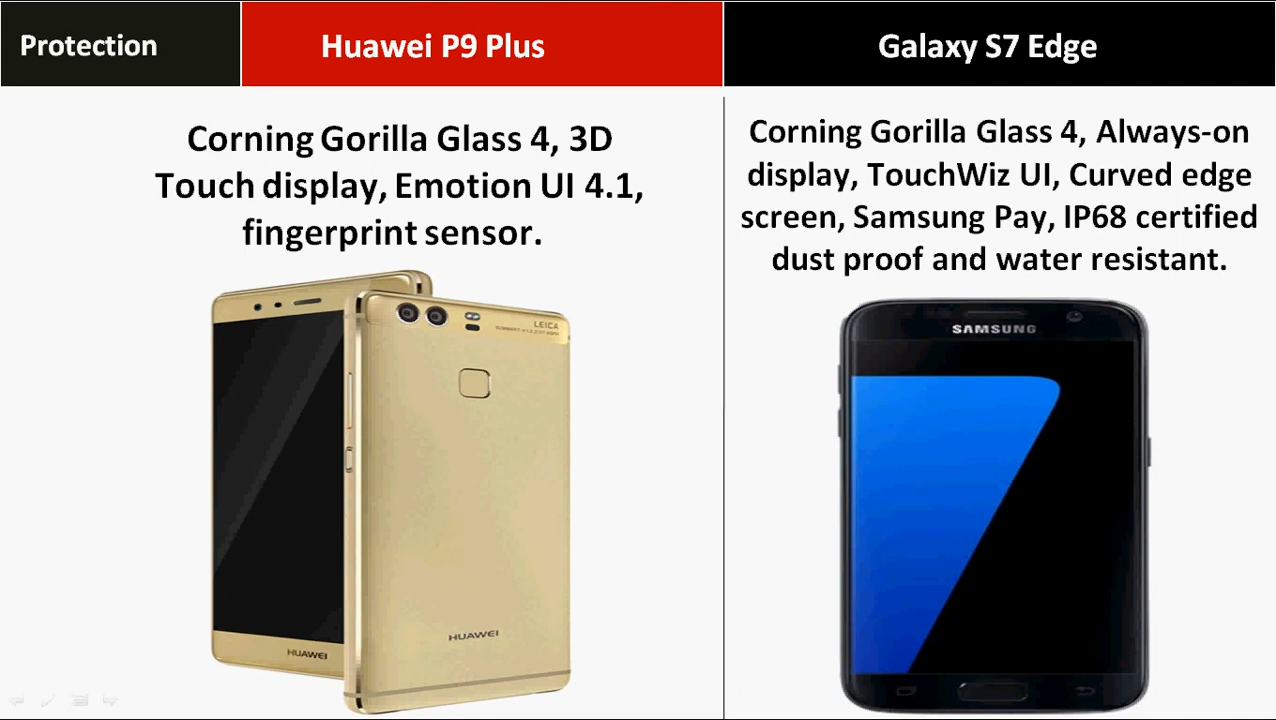 Protection
Huawei P9 Plus
Galaxy S7 Edge
Corning Gorilla Glass 4, 3D
Touch display, Emotion UI 4.1,
fingerprint sensor.
Corning Gorilla Glass 4, Always-on
display, TouchWiz UI, Curved edge
screen, Samsung Pay, IP68 certified
dust proof and water resistant.
LEICA
HUAWEI
HUAWEI
SAMSUNG